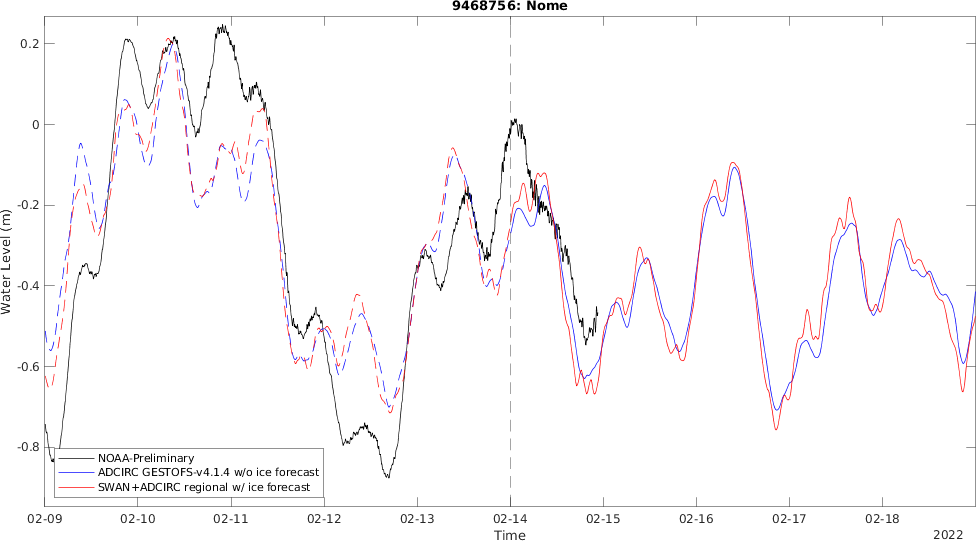 9468756: Nome
0.2
0
-0.2
-0.4
-0.6
-0.8
Water Level (m)
NOAA-Preliminary
ADCIRC GESTOFS-v4.1.4 w/o ice forecast
SWAN+ADCIRC regional w/ ice forecast
02-09 02-10 02-11 02-12 02-13 02-14 02-15 02-16 02-17 02-18
Time
2022